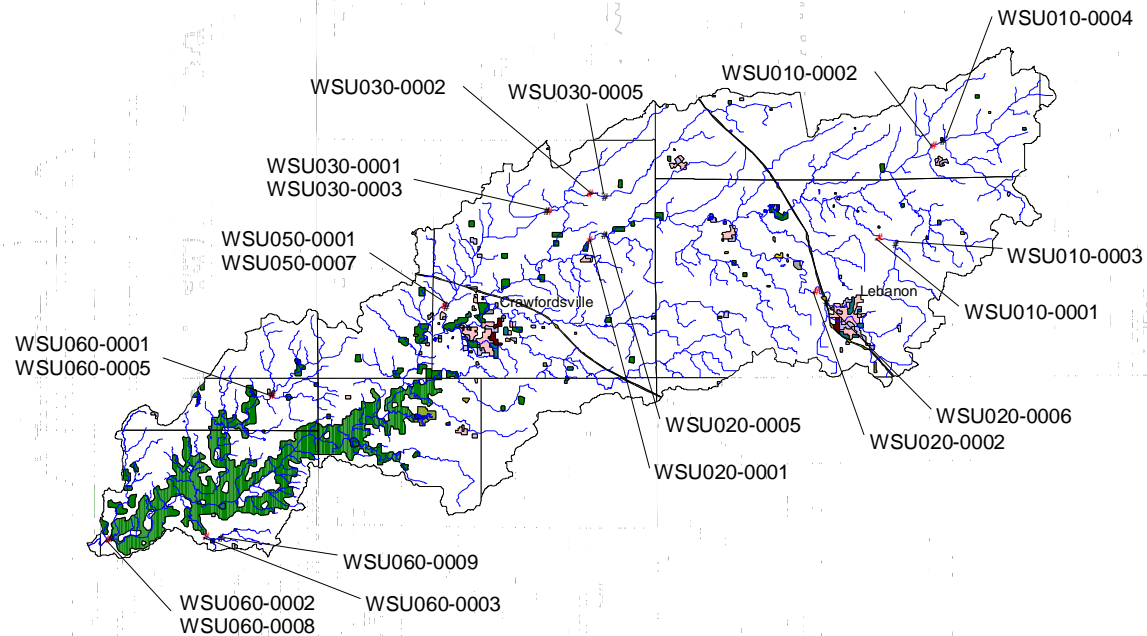 WSU010-0004
WSU010-0002
WSU030-0002
WSU030-0005
WSU030-0001
WSU030-0003
WSU050-0001
WSU050-0007
WSU010-0003
Crawfordsville
Lebanon
WSU010-0001
WSU060-0001
WSU060-0005
WSU020-0006
WSU020-0005
WSU020-0002
WSU020-0001
WSU060-0009
WSU060-0002
WSU060-0008
WSU060-0003